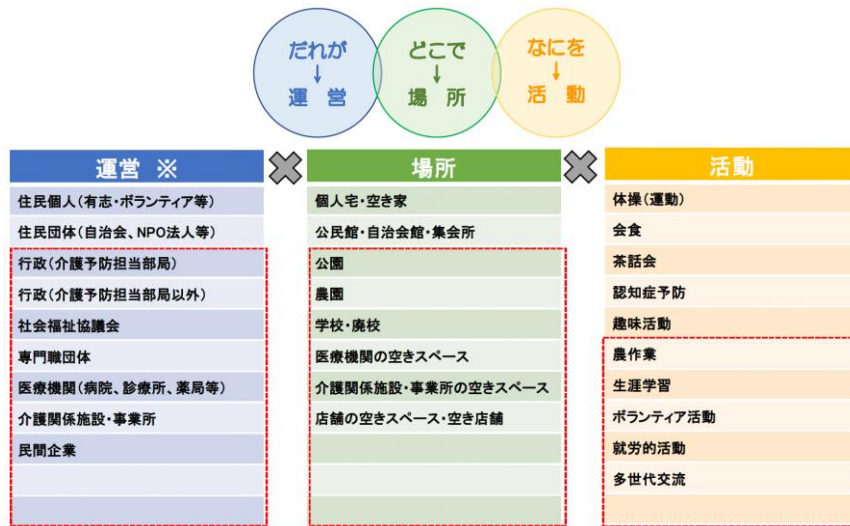 だれが
↓
運 営
どこで
↓
場 所
なにを
↓
活 動
運営 ※
住民個人(有志・ボランティア等)
住民団体(自治会、NPO法人等)
行政(介護予防担当部局)
行政(介護予防担当部局以外)
社会福祉協議会
専門職団体
医療機関(病院、診療所、薬局等)
介護関係施設・事業所
民間企業
場所
個人宅・空き家
公民館・自治会館・集会所
公園
農園
学校・廃校
医療機関の空きスペース
介護関係施設・事業所の空きスペース
店舗の空きスペース・空き店舗
活動
体操(運動)
会食
茶話会
認知症予防
趣味活動
農作業
生涯学習
ボランティア活動
就労的活動
多世代交流